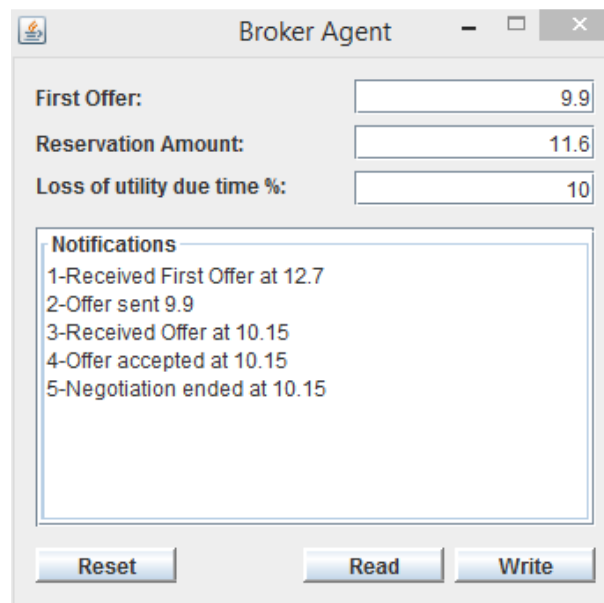 Broker Agent
First Offer: 9.9
Reservation Amount: 11.6
Loss of utility due time %: 10
Notifications
1-Received First Offer at 12.7
2-Offer sent 9.9
3-Received Offer at 10.15
4-Offer accepted at 10.15
5-Negotiation ended at 10.15
Reset Read Write